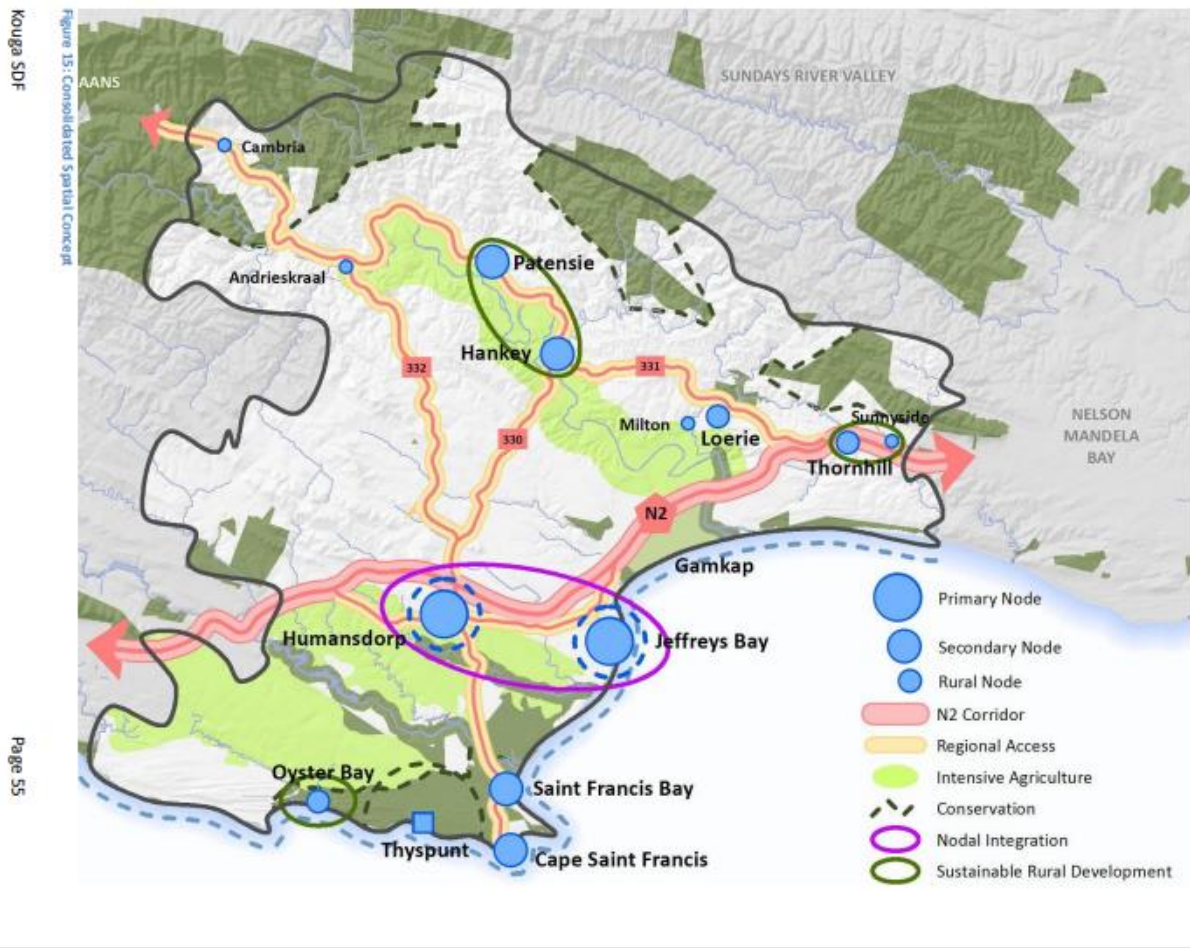 Kouga SDF
Figure 15: Consolidated Spatial Concept
Page 55
AANS
SUNDAYS RIVER VALLEY
Cambria
Andrieskraal
Patensie
Hankey
332
331
330
Milton
Loerie
Sunnyside
Thornhill
NELSON
MANDELA
BAY
N2
Gamkap
Humansdorp
Jeffreys Bay
Oyster Bay
Saint Francis Bay
Thyspunt
Cape Saint Francis
Primary Node
Secondary Node
Rural Node
N2 Corridor
Regional Access
Intensive Agriculture
Conservation
Nodal Integration
Sustainable Rural Development